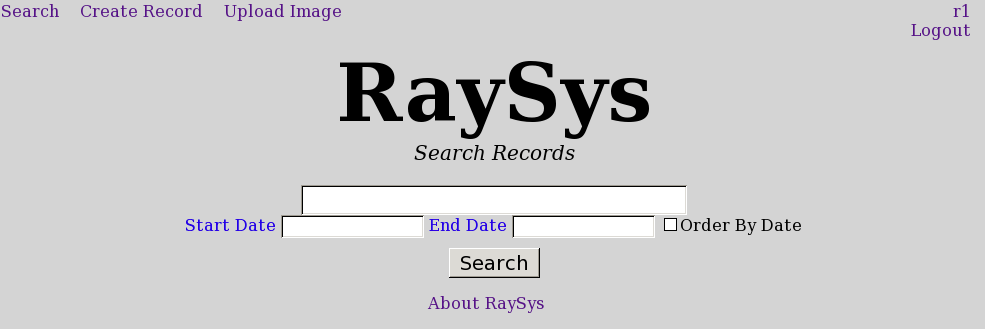 Search Create Record Upload Image r1
Logout
RaySys
Search Records
Start Date End Date Order By Date
Search
About RaySys